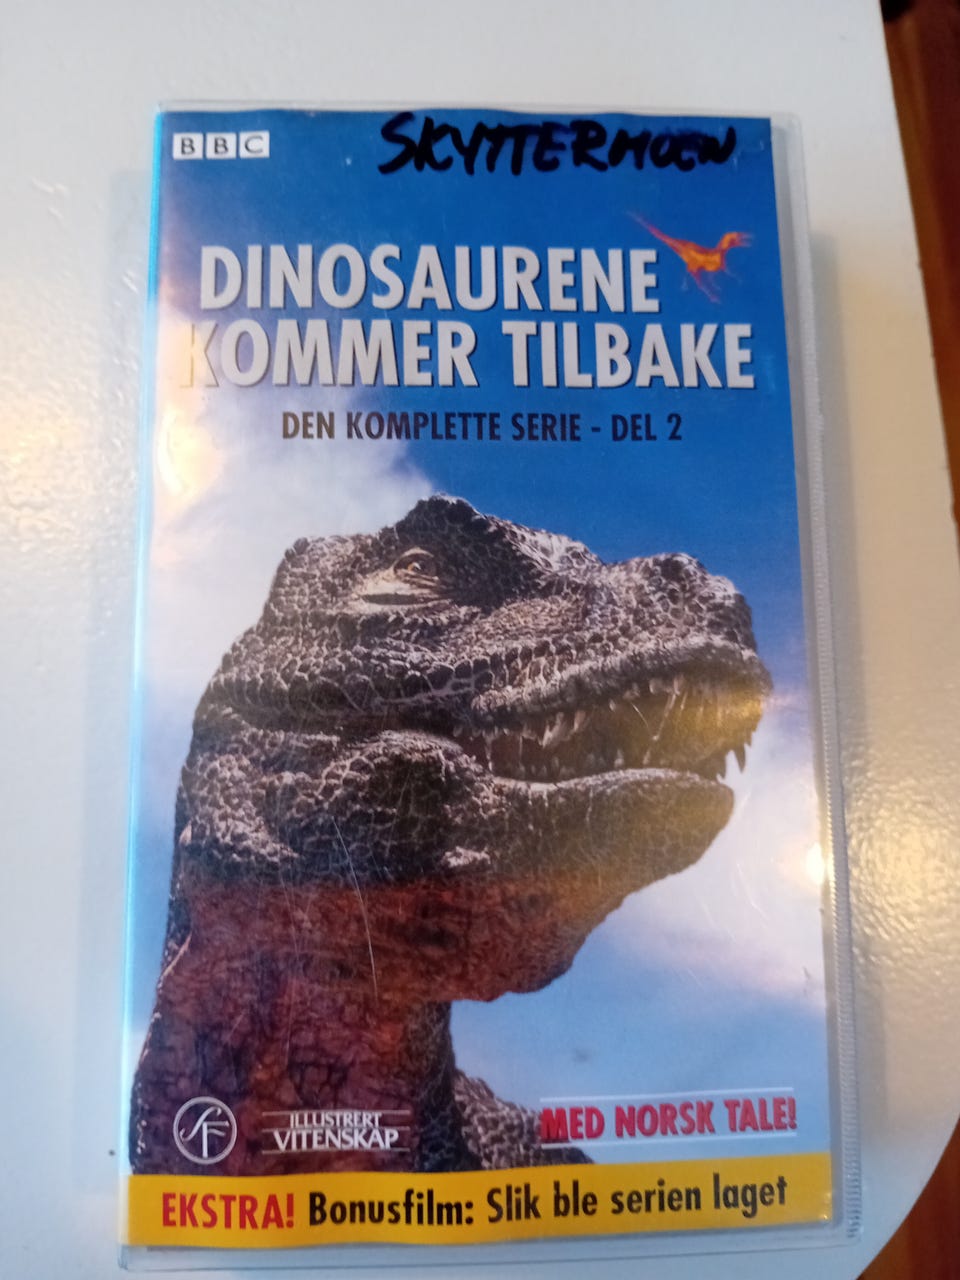 BBC
SKYTTERMOEN
DINOSAURENE
KOMMER TILBAKE
DEN KOMPLETTE SERIE - DEL 2
SF
ILLUSTRERT
VITENSKAP
MED NORSK TALE!
EKSTRA! Bonusfilm: Slik ble serien laget